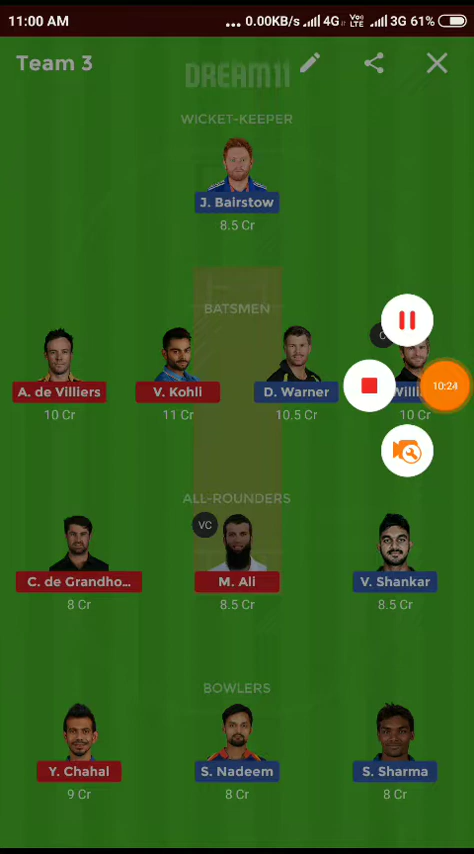 11:00 AM ... 0.00KB/s 4G Vo)) LTE 3G 61%
Team 3
DREAM11
WICKET-KEEPER
J. Bairstow
8.5 Cr
BATSMEN
A. de Villiers V. Kohli D. Warner
10 Cr 11 Cr 10.5 Cr 10 Cr
10:24
ALL-ROUNDERS
VC
C. de Grandho... M. Ali V. Shankar
8 Cr 8.5 Cr 8.5 Cr
BOWLERS
Y. Chahal S. Nadeem S. Sharma
9 Cr 8 Cr 8 Cr